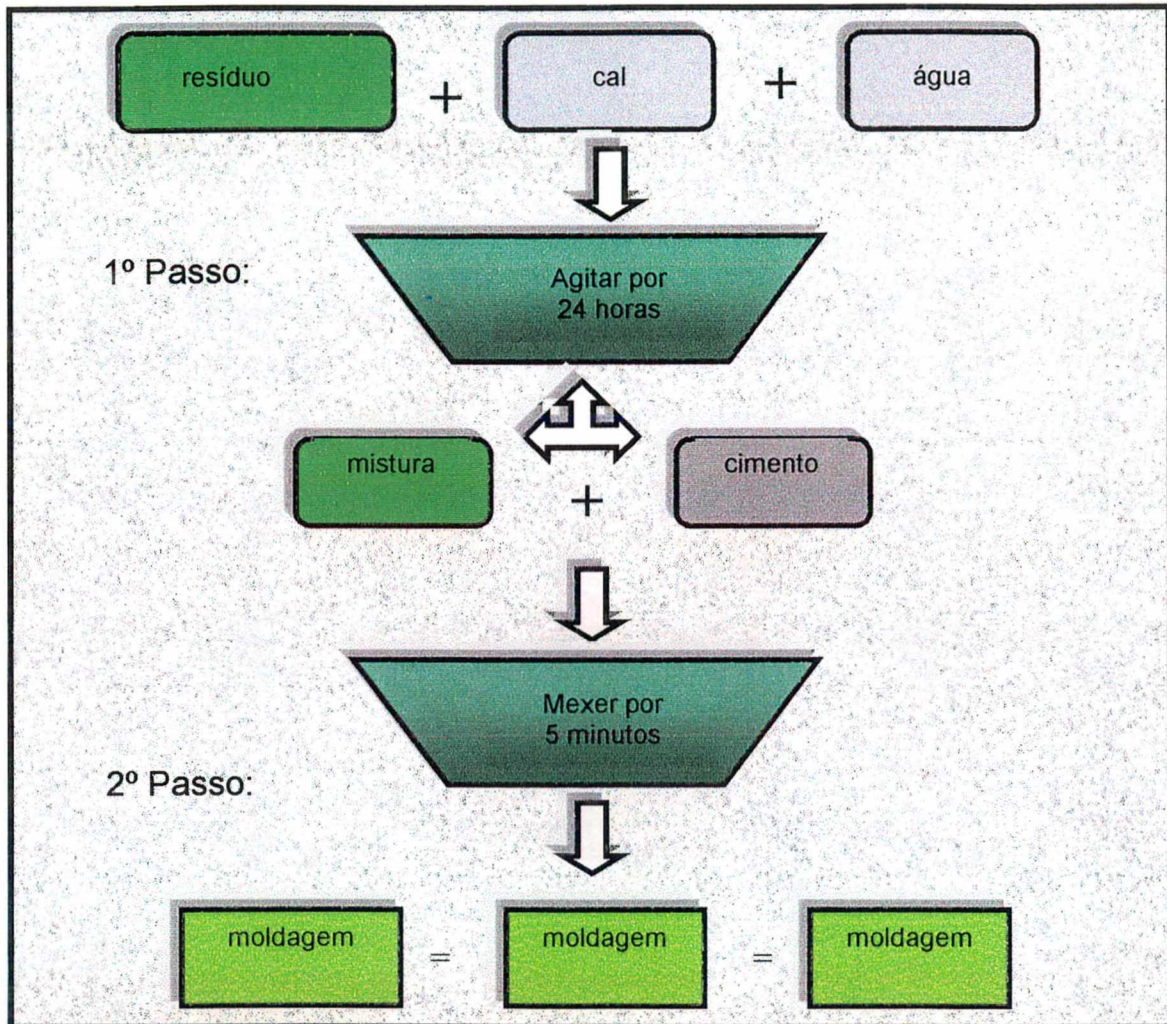 resíduo + cal + água
1º Passo:
Agitar por
24 horas
mistura + cimento
Mexer por
5 minutos
2º Passo:
moldagem = moldagem = moldagem